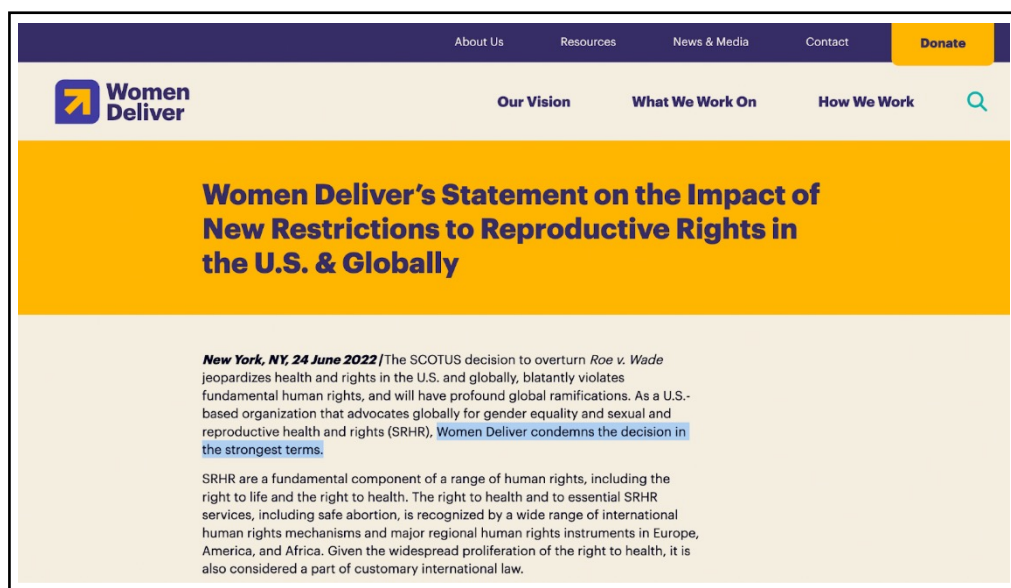 About Us Resources News & Media Contact Donate
Women
Deliver
Our Vision What We Work On How We Work
Women Deliver’s Statement on the Impact of
New Restrictions to Reproductive Rights in
the U.S. & Globally
New York, NY, 24 June 2022 | The SCOTUS decision to overturn Roe v. Wade
jeopardizes health and rights in the U.S. and globally, blatantly violates
fundamental human rights, and will have profound global ramifications. As a U.S.-
based organization that advocates globally for gender equality and sexual and
reproductive health and rights (SRHR), Women Deliver condemns the decision in
the strongest terms.
SRHR are a fundamental component of a range of human rights, including the
right to life and the right to health. The right to health and to essential SRHR
services, including safe abortion, is recognized by a wide range of international
human rights mechanisms and major regional human rights instruments in Europe,
America, and Africa. Given the widespread proliferation of the right to health, it is
also considered a part of customary international law.